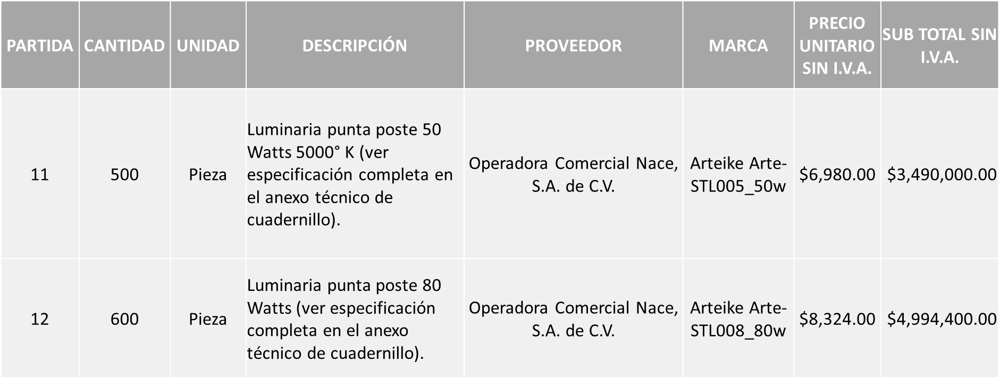 PARTIDA
CANTIDAD
UNIDAD
DESCRIPCIÓN
PROVEEDOR
MARCA
PRECIO
UNITARIO
SIN I.V.A.
SUB TOTAL SIN
I.V.A.
11
500
Pieza
Luminaria punta poste 50
Watts 5000° K (ver
especificación completa en
el anexo técnico de
cuadernillo).
Operadora Comercial Nace,
S.A. de C.V.
Arteike Arte-
STL005_50w
$6,980.00
$3,490,000.00
12
600
Pieza
Luminaria punta poste 80
Watts (ver especificación
completa en el anexo
técnico de cuadernillo).
Operadora Comercial Nace,
S.A. de C.V.
Arteike Arte-
STL008_80w
$8,324.00
$4,994,400.00